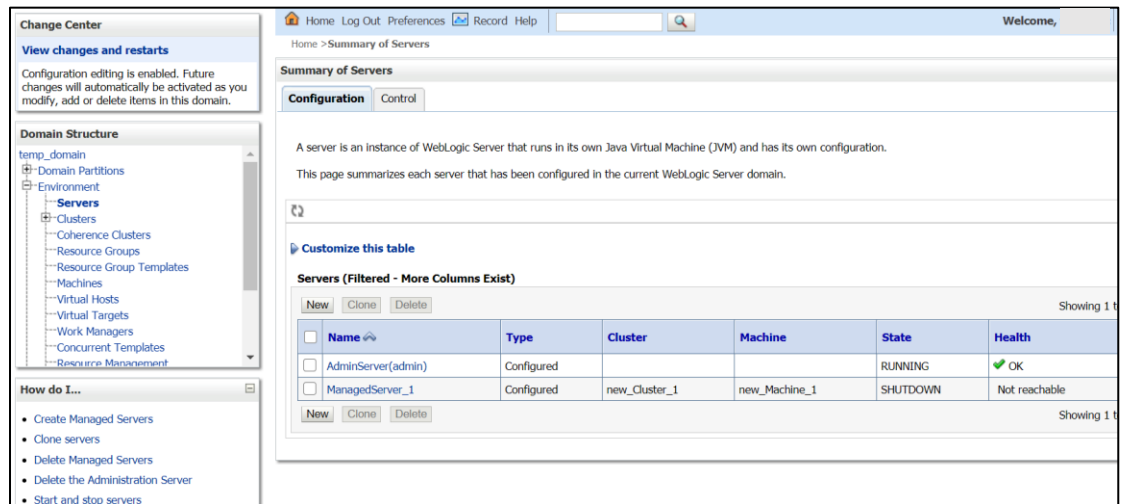 Change Center
View changes and restarts
Configuration editing is enabled. Future
changes will automatically be activated as you
modify, add or delete items in this domain.
Domain Structure
temp_domain
Domain Partitions
Environment
Servers
Clusters
Coherence Clusters
Resource Groups
Resource Group Templates
Machines
Virtual Hosts
Virtual Targets
Work Managers
Concurrent Templates
Resource Management
How do I...
Create Managed Servers
Clone servers
Delete Managed Servers
Delete the Administration Server
Start and stop servers
Home Log Out Preferences Record Help
Welcome,
Home >Summary of Servers
Summary of Servers
Configuration Control
A server is an instance of WebLogic Server that runs in its own Java Virtual Machine (JVM) and has its own configuration.
This page summarizes each server that has been configured in the current WebLogic Server domain.
Customize this table
Servers (Filtered - More Columns Exist)
New Clone Delete Showing 1 t
Name Type Cluster Machine State Health
AdminServer(admin) Configured RUNNING OK
ManagedServer_1 Configured new_Cluster_1 new_Machine_1 SHUTDOWN Not reachable
New Clone Delete Showing 1 t